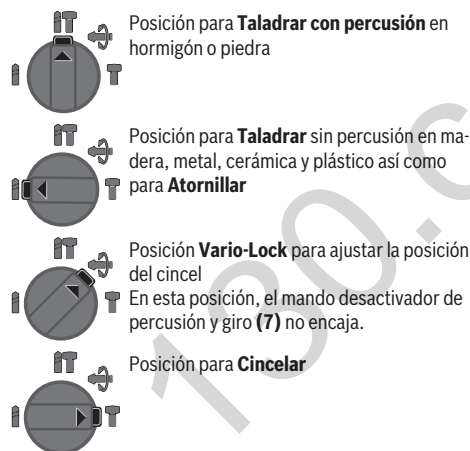 Posición para Taladrar con percusión en
hormigón o piedra
Posición para Taladrar sin percusión en ma-
dera, metal, cerámica y plástico así como
para Atornillar
Posición Vario-Lock para ajustar la posición
del cincel
En esta posición, el mando desactivador de
percusión y giro (7) no encaja.
Posición para Cincelar
130.c